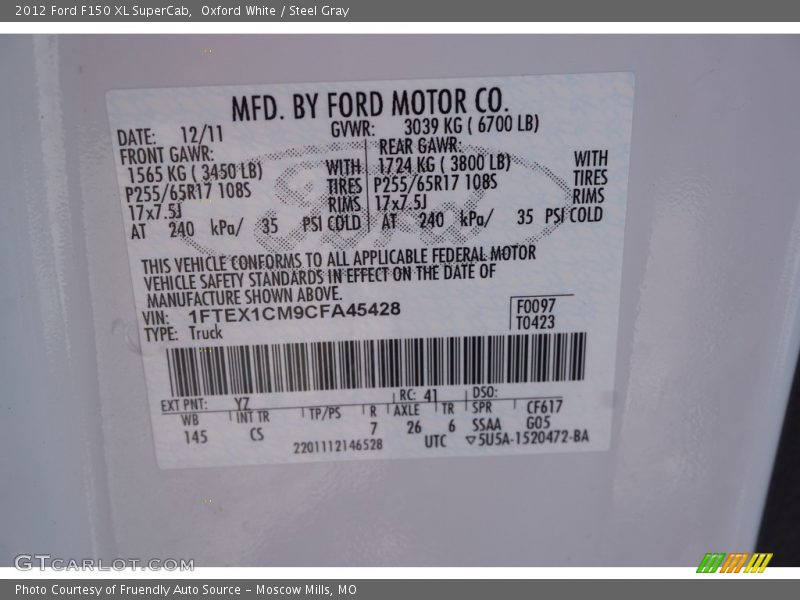 2012 Ford F150 XL SuperCab, Oxford White / Steel Gray
MFD. BY FORD MOTOR CO.
DATE: 12/11 GVWR: 3039 KG ( 6700 LB)
FRONT GAWR: REAR GAWR:
1565 KG ( 3450 LB) WITH 1724 KG ( 3800 LB) WITH
P255/65R17 108S TIRES P255/65R17 108S TIRES
17x7.5J RIMS 17x7.5J RIMS
AT 240 kPa/ 35 PSI COLD AT 240 kPa/ 35 PSI COLD
THIS VEHICLE CONFORMS TO ALL APPLICABLE FEDERAL MOTOR
VEHICLE SAFETY STANDARDS IN EFFECT ON THE DATE OF
MANUFACTURE SHOWN ABOVE.
VIN: 1FTEX1CM9CFA45428 F0097
TYPE: Truck T0423
EXT PNT: YZ RC: 41 DSO:
WB INT TR TP/PS R AXLE TR SPR CF617
145 CS 7 26 6 SSAA G05
2201112146528 UTC ▽5U5A-1520472-BA
GTCARLOT.COM
Photo Courtesy of Fruendly Auto Source – Moscow Mills, MO